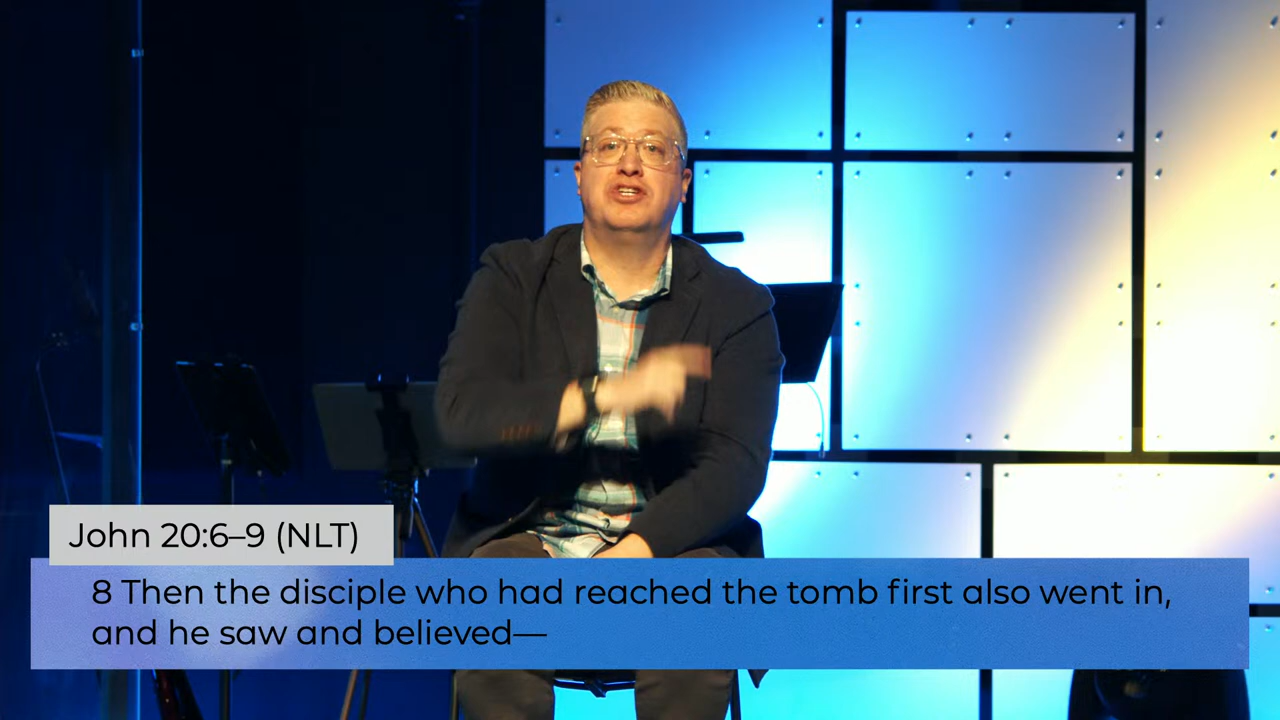 John 20:6–9 (NLT)
8 Then the disciple who had reached the tomb first also went in,
and he saw and believed—